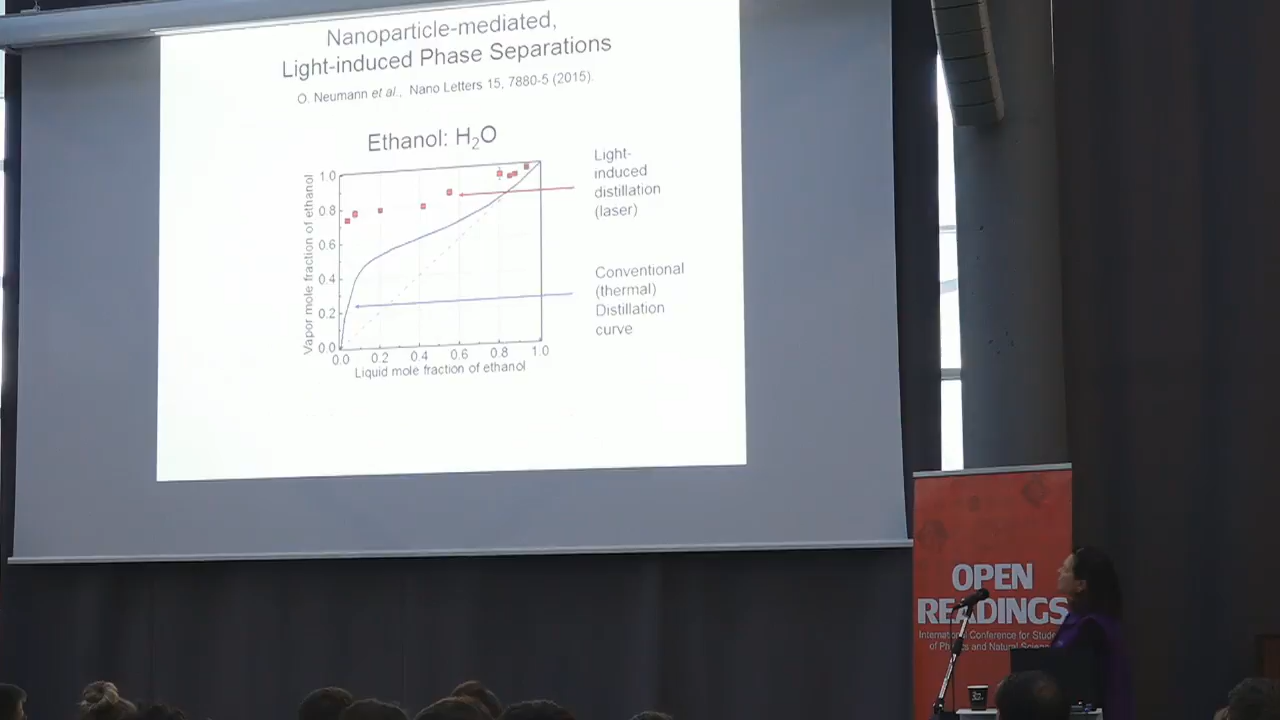 Nanoparticle-mediated,
Light-induced Phase Separations
O. Neumann et al., Nano Letters 15, 7880-5 (2015).
Ethanol: H₂O
Vapor mole fraction of ethanol
1.0
0.8
0.6
0.4
0.2
0.0
0.0 0.2 0.4 0.6 0.8 1.0
Liquid mole fraction of ethanol
Light-
induced
distillation
(laser)
Conventional
(thermal)
Distillation
curve
OPEN
READINGS
International Conference for
of and Natural